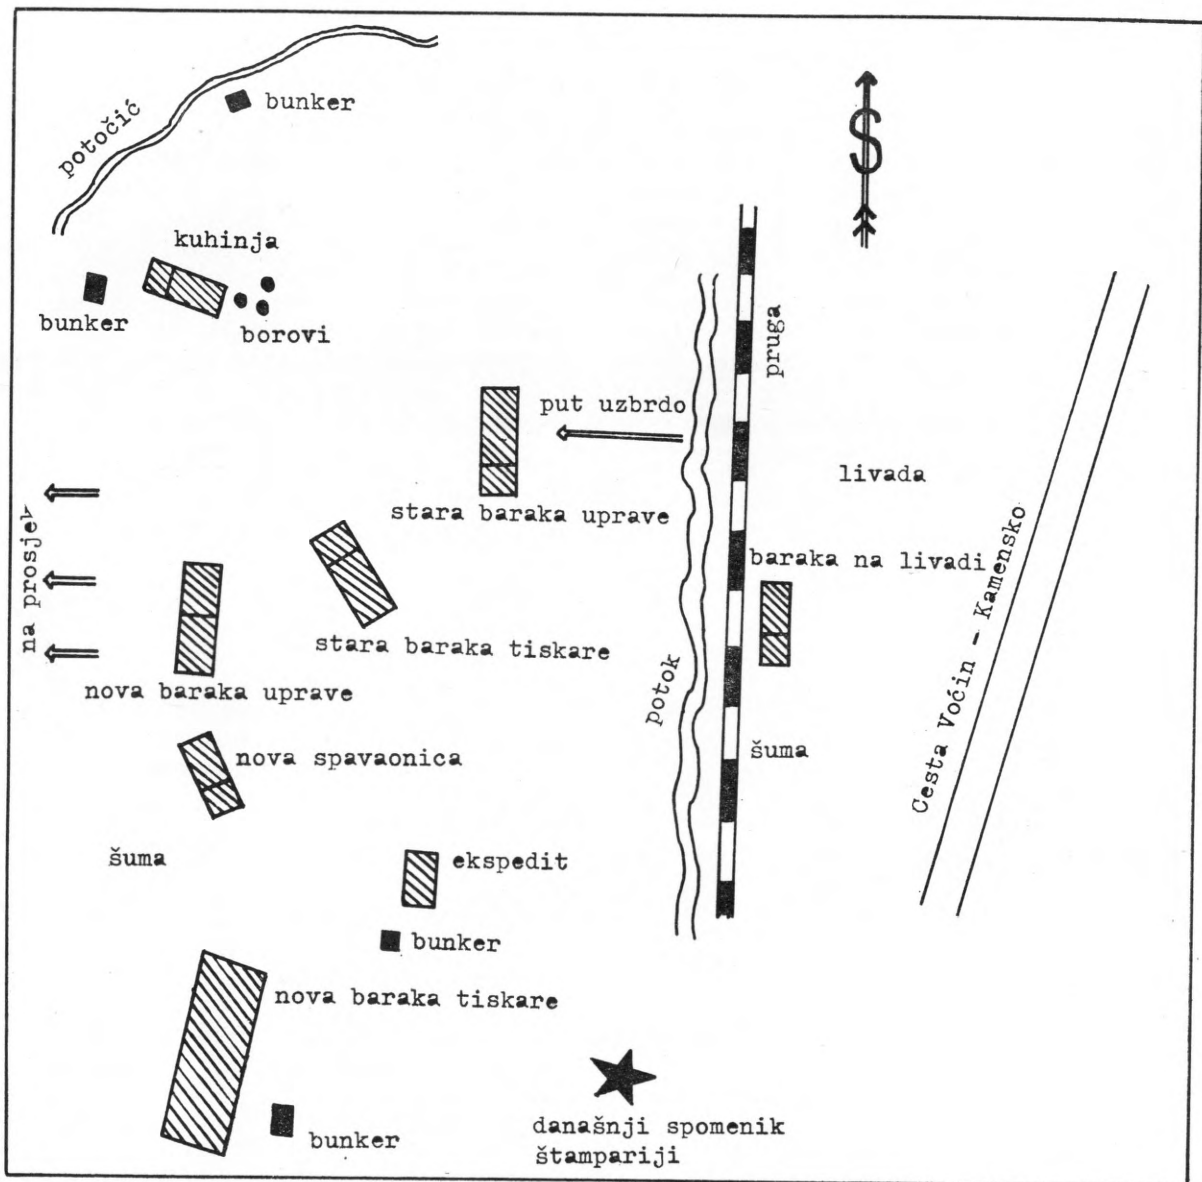 potočić
bunker
S
kuhinja
bunker
borovi
pruga
put uzbrdo
livada
stara baraka uprave
na prosjek
baraka na livadi
stara baraka tiskare
potok
nova baraka uprave
Cesta Voćin - Kamensko
nova spavaonica
šuma
šuma
ekspedit
bunker
nova baraka tiskare
današnji spomenik
štampariji
bunker